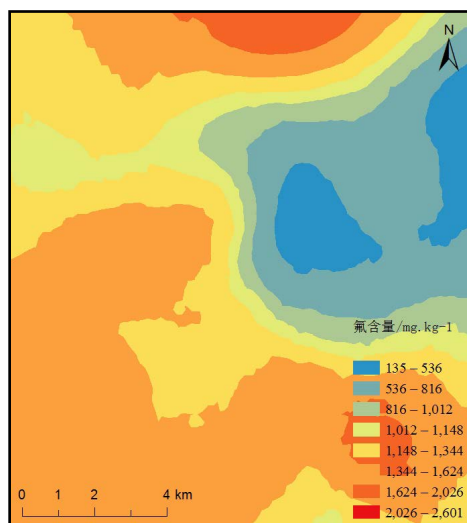 N
氟含量/mg.kg-1
135 – 536
536 – 816
816 – 1,012
1,012 – 1,148
1,148 – 1,344
1,344 – 1,624
1,624 – 2,026
2,026 – 2,601
0 1 2 4 km